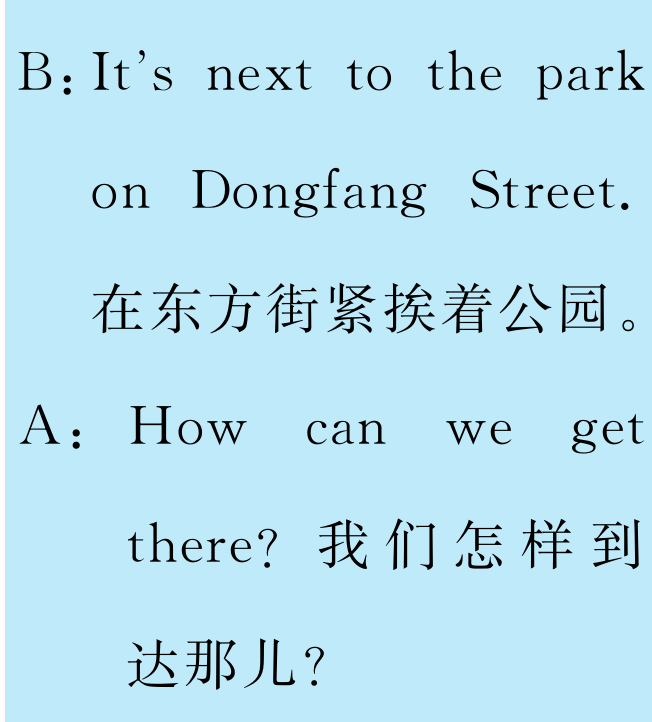 B: It's next to the park
on Dongfang Street.
在东方街紧挨着公园。
A: How can we get
there? 我们怎样到
达那儿?